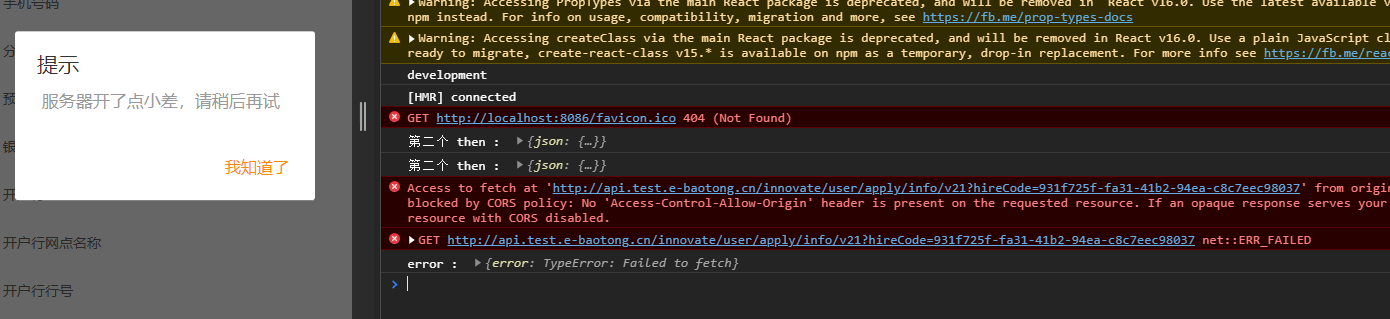 手机号码
提示
服务器开了点小差，请稍后再试
我知道了
开户行网点名称
开户行行号
Warning: Accessing PropTypes via the main React package is deprecated, and will be removed in  React v16.0. Use the latest available v
npm instead. For info on usage, compatibility, migration and more, see https://fb.me/prop-types-docs
Warning: Accessing createClass via the main React package is deprecated, and will be removed in React v16.0. Use a plain JavaScript cl
ready to migrate, create-react-class v15.* is available on npm as a temporary, drop-in replacement. For more info see https://fb.me/reac
development
[HMR] connected
GET http://localhost:8086/favicon.ico 404 (Not Found)
第二个 then : {json: {…}}
第二个 then : {json: {…}}
Access to fetch at 'http://api.test.e-baotong.cn/innovate/user/apply/info/v21?hireCode=931f725f-fa31-41b2-94ea-c8c7eec98037' from origin
blocked by CORS policy: No 'Access-Control-Allow-Origin' header is present on the requested resource. If an opaque response serves your
resource with CORS disabled.
GET http://api.test.e-baotong.cn/innovate/user/apply/info/v21?hireCode=931f725f-fa31-41b2-94ea-c8c7eec98037 net::ERR_FAILED
error : {error: TypeError: Failed to fetch}